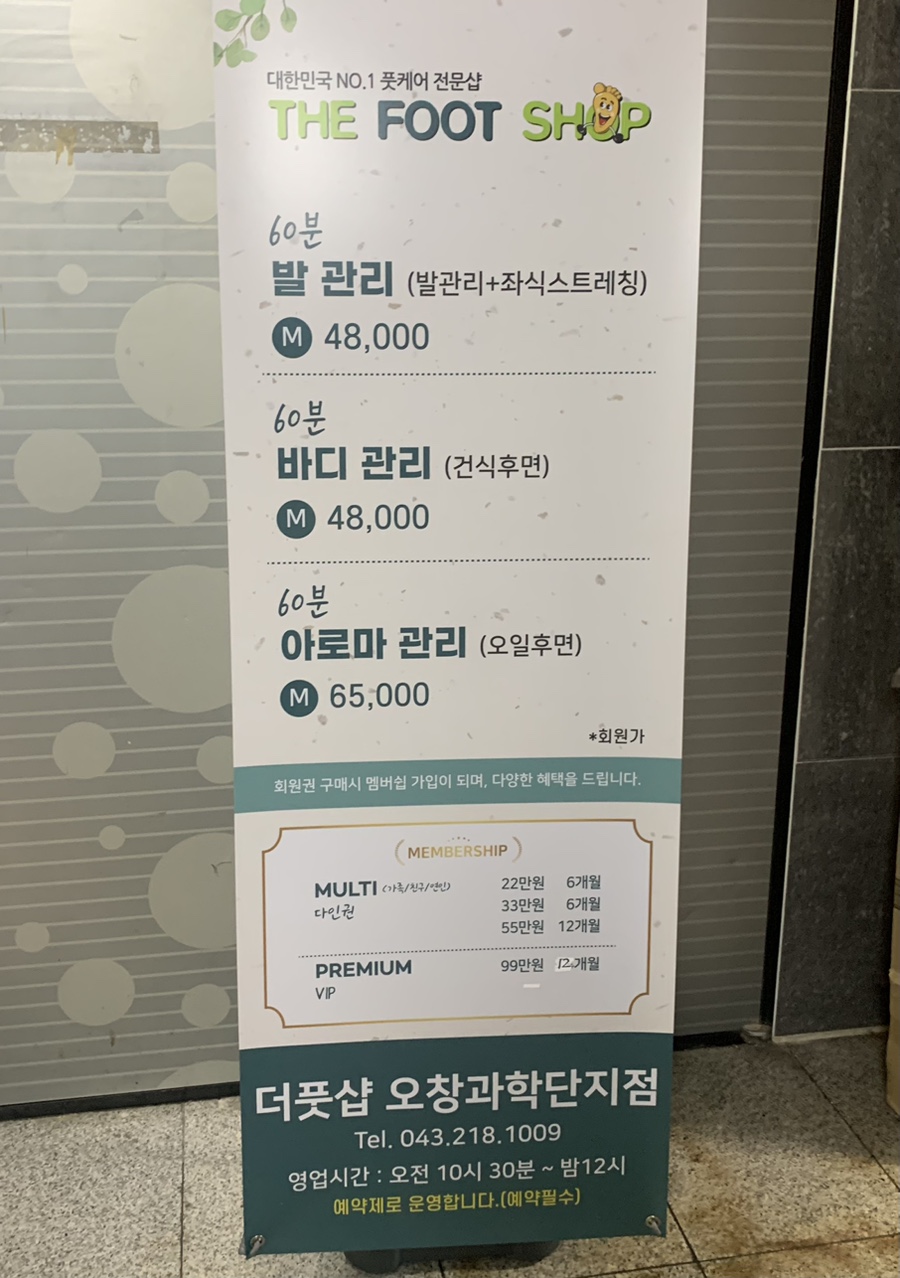 대한민국 NO.1 풋케어 전문샵
THE FOOT SHOP
60분
발 관리 (발관리+좌식스트레칭)
M 48,000
60분
바디 관리 (건식후면)
M 48,000
60분
아로마 관리 (오일후면)
M 65,000
*회원가
회원권 구매시 멤버쉽 가입이 되며, 다양한 혜택을 드립니다.
MEMBERSHIP
MULTI (가족/친구/연인) 22만원 6개월
다인권 33만원 6개월
55만원 12개월
PREMIUM 99만원 12개월
VIP
더풋샵 오창과학단지점
Tel. 043.218.1009
영업시간 : 오전 10시 30분 ~ 밤12시
예약제로 운영합니다.(예약필수)